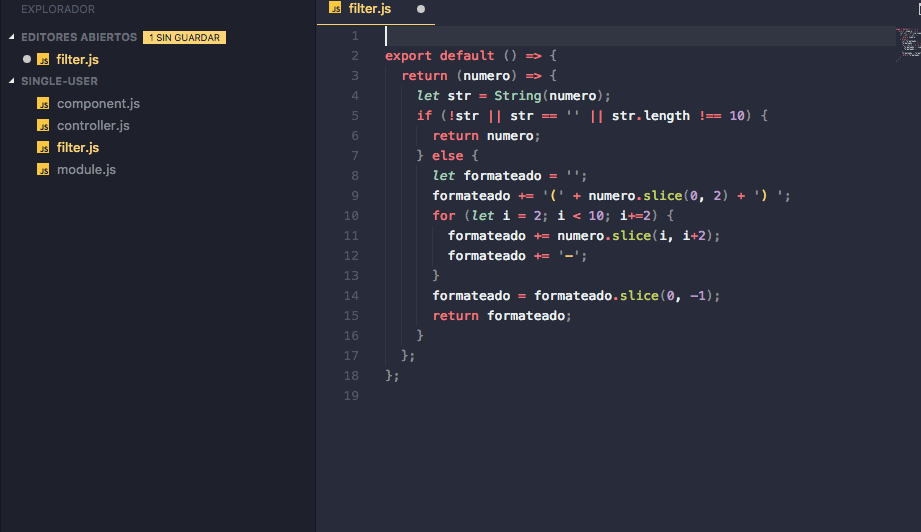 EXPLORADOR
EDITORES ABIERTOS 1 SIN GUARDAR
JS filter.js
SINGLE-USER
JS component.js
JS controller.js
JS filter.js
JS module.js
JS filter.js
1
2 export default () => {
3   return (numero) => {
4     let str = String(numero);
5     if (!str || str == '' || str.length !== 10) {
6       return numero;
7     } else {
8       let formateado = '';
9       formateado += '(' + numero.slice(0, 2) + ') ';
10       for (let i = 2; i < 10; i+=2) {
11         formateado += numero.slice(i, i+2);
12         formateado += '-';
13       }
14       formateado = formateado.slice(0, -1);
15       return formateado;
16     }
17   };
18 };
19